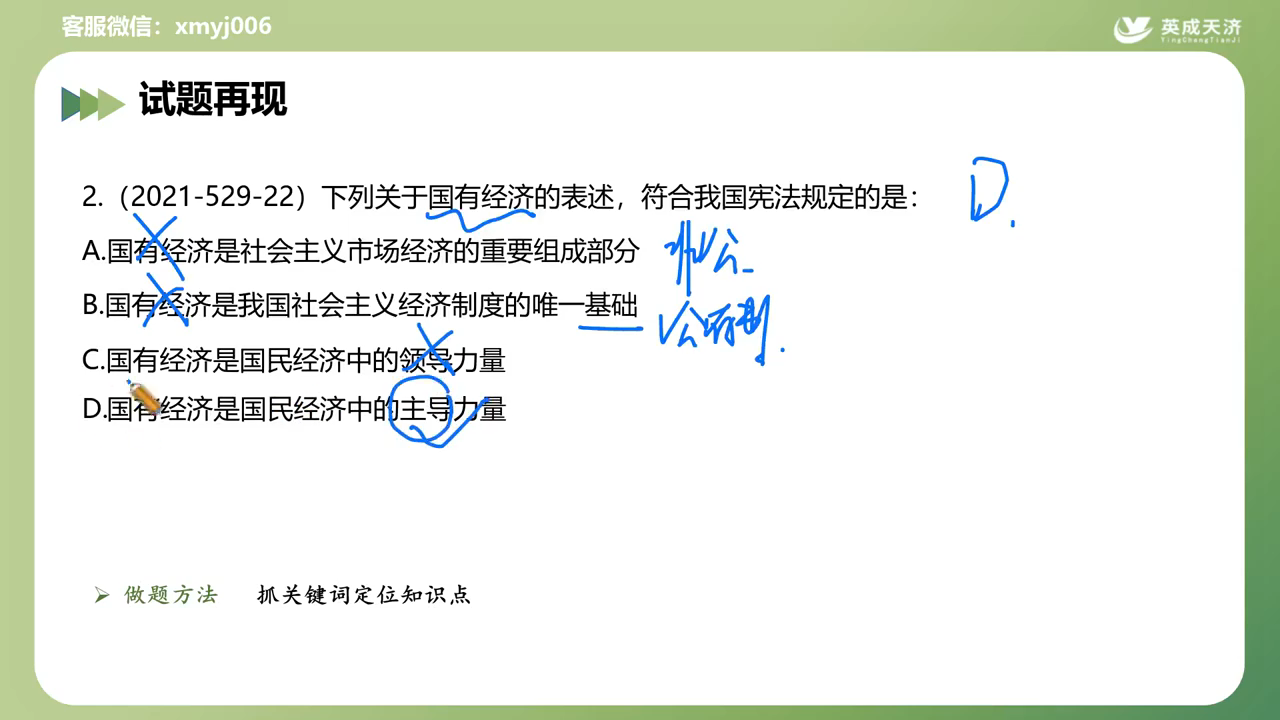 客服微信：xmyj006
英成天济
YingChengTianJi
试题再现
2.（2021-529-22）下列关于国有经济的表述，符合我国宪法规定的是：
D.
A.国有经济是社会主义市场经济的重要组成部分
非公
B.国有经济是我国社会主义经济制度的唯一基础
公有制.
C.国有经济是国民经济中的领导力量
D.国有经济是国民经济中的主导力量
做题方法 抓关键词定位知识点